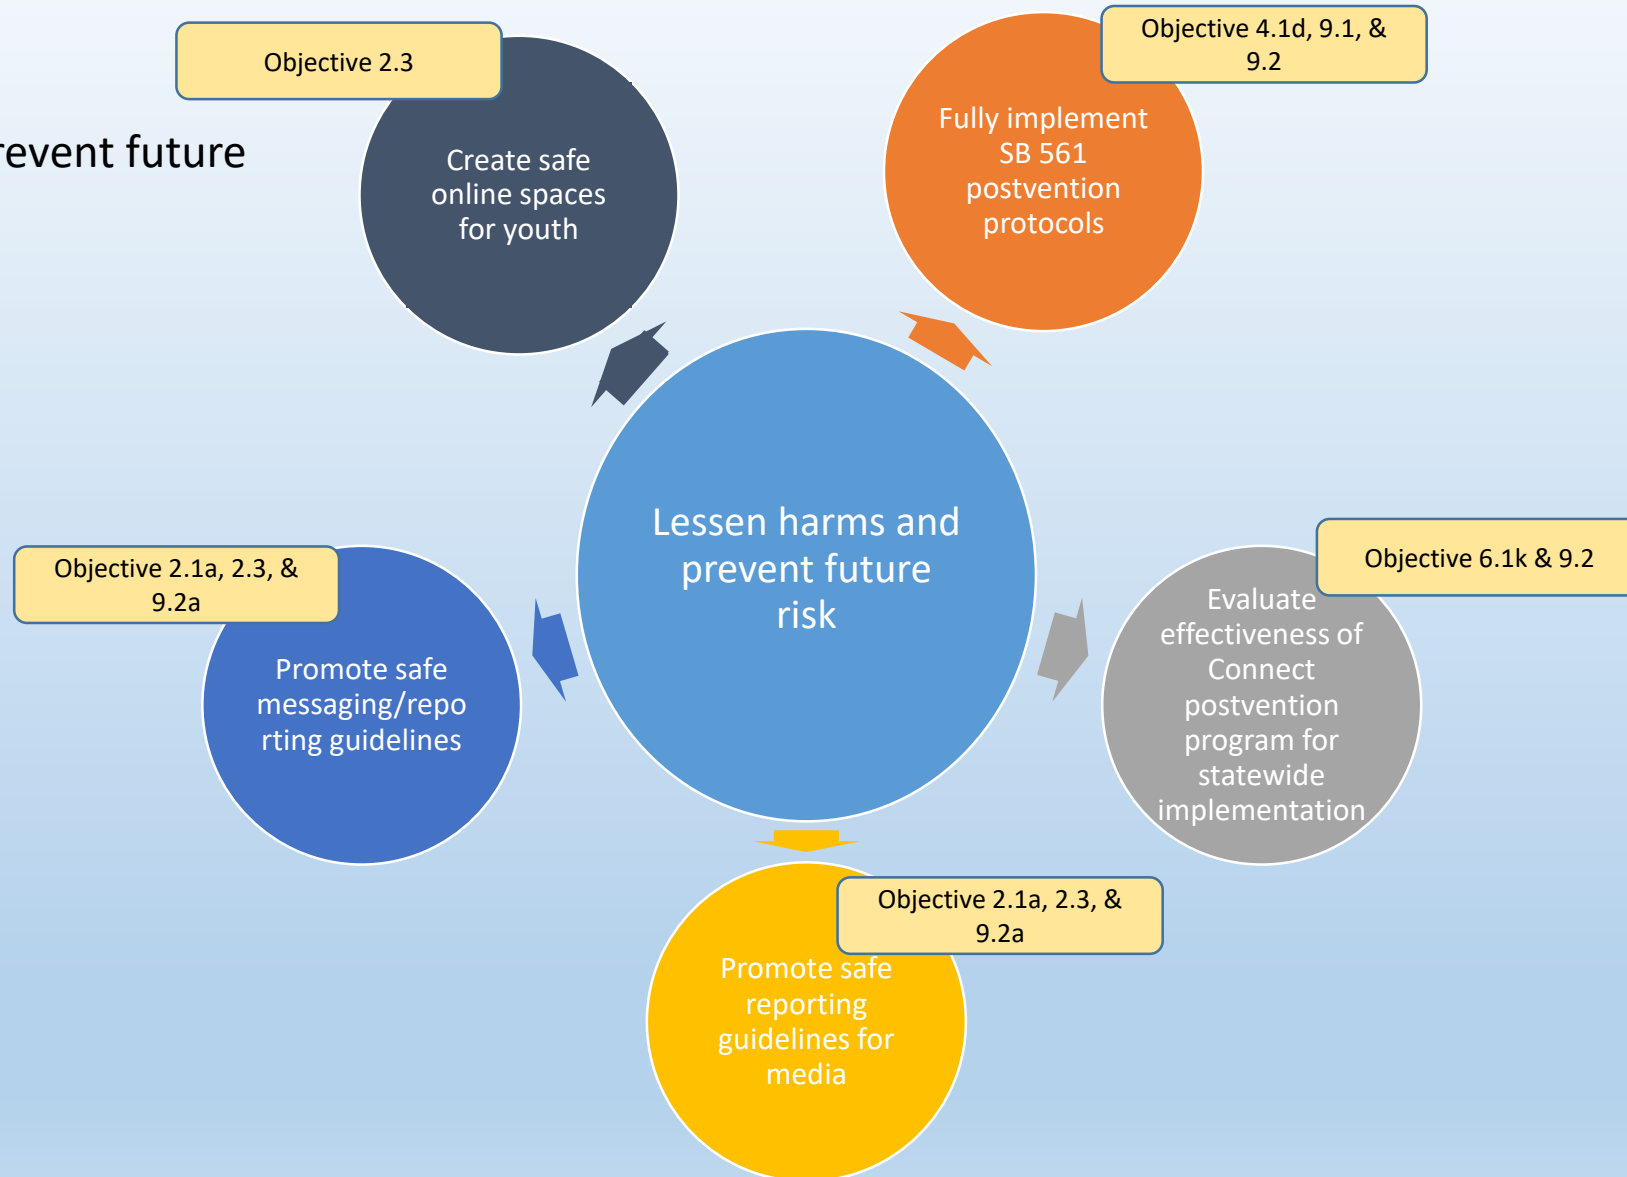 Objective 2.3
Objective 4.1d, 9.1, &
9.2
revent future
Create safe
online spaces
for youth
Fully implement
SB 561
postvention
protocols
Lessen harms and
prevent future
risk
Objective 2.1a, 2.3, &
9.2a
Promote safe
messaging/repo
rting guidelines
Objective 6.1k & 9.2
Evaluate
effectiveness of
Connect
postvention
program for
statewide
implementation
Objective 2.1a, 2.3, &
9.2a
Promote safe
reporting
guidelines for
media